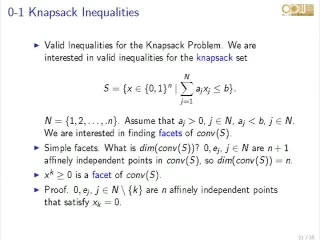 0-1 Knapsack Inequalities
▶ Valid Inequalities for the Knapsack Problem. We are
interested in valid inequalities for the knapsack set
S = {x ∈ {0,1}ⁿ | ∑_{j=1}^{N} a_j x_j ≤ b}.
N = {1, 2, . . . , .n}. Assume that a_j > 0, j ∈ N, a_j < b, j ∈ N.
We are interested in finding facets of conv(S).
▶ Simple facets. What is dim(conv(S))? 0, e_j, j ∈ N are n + 1
affinely independent points in conv(S), so dim(conv(S)) = n.
▶ x^k ≥ 0 is a facet of conv(S).
▶ Proof. 0, e_j, j ∈ N \ {k} are n affinely independent points
that satisfy x_k = 0.